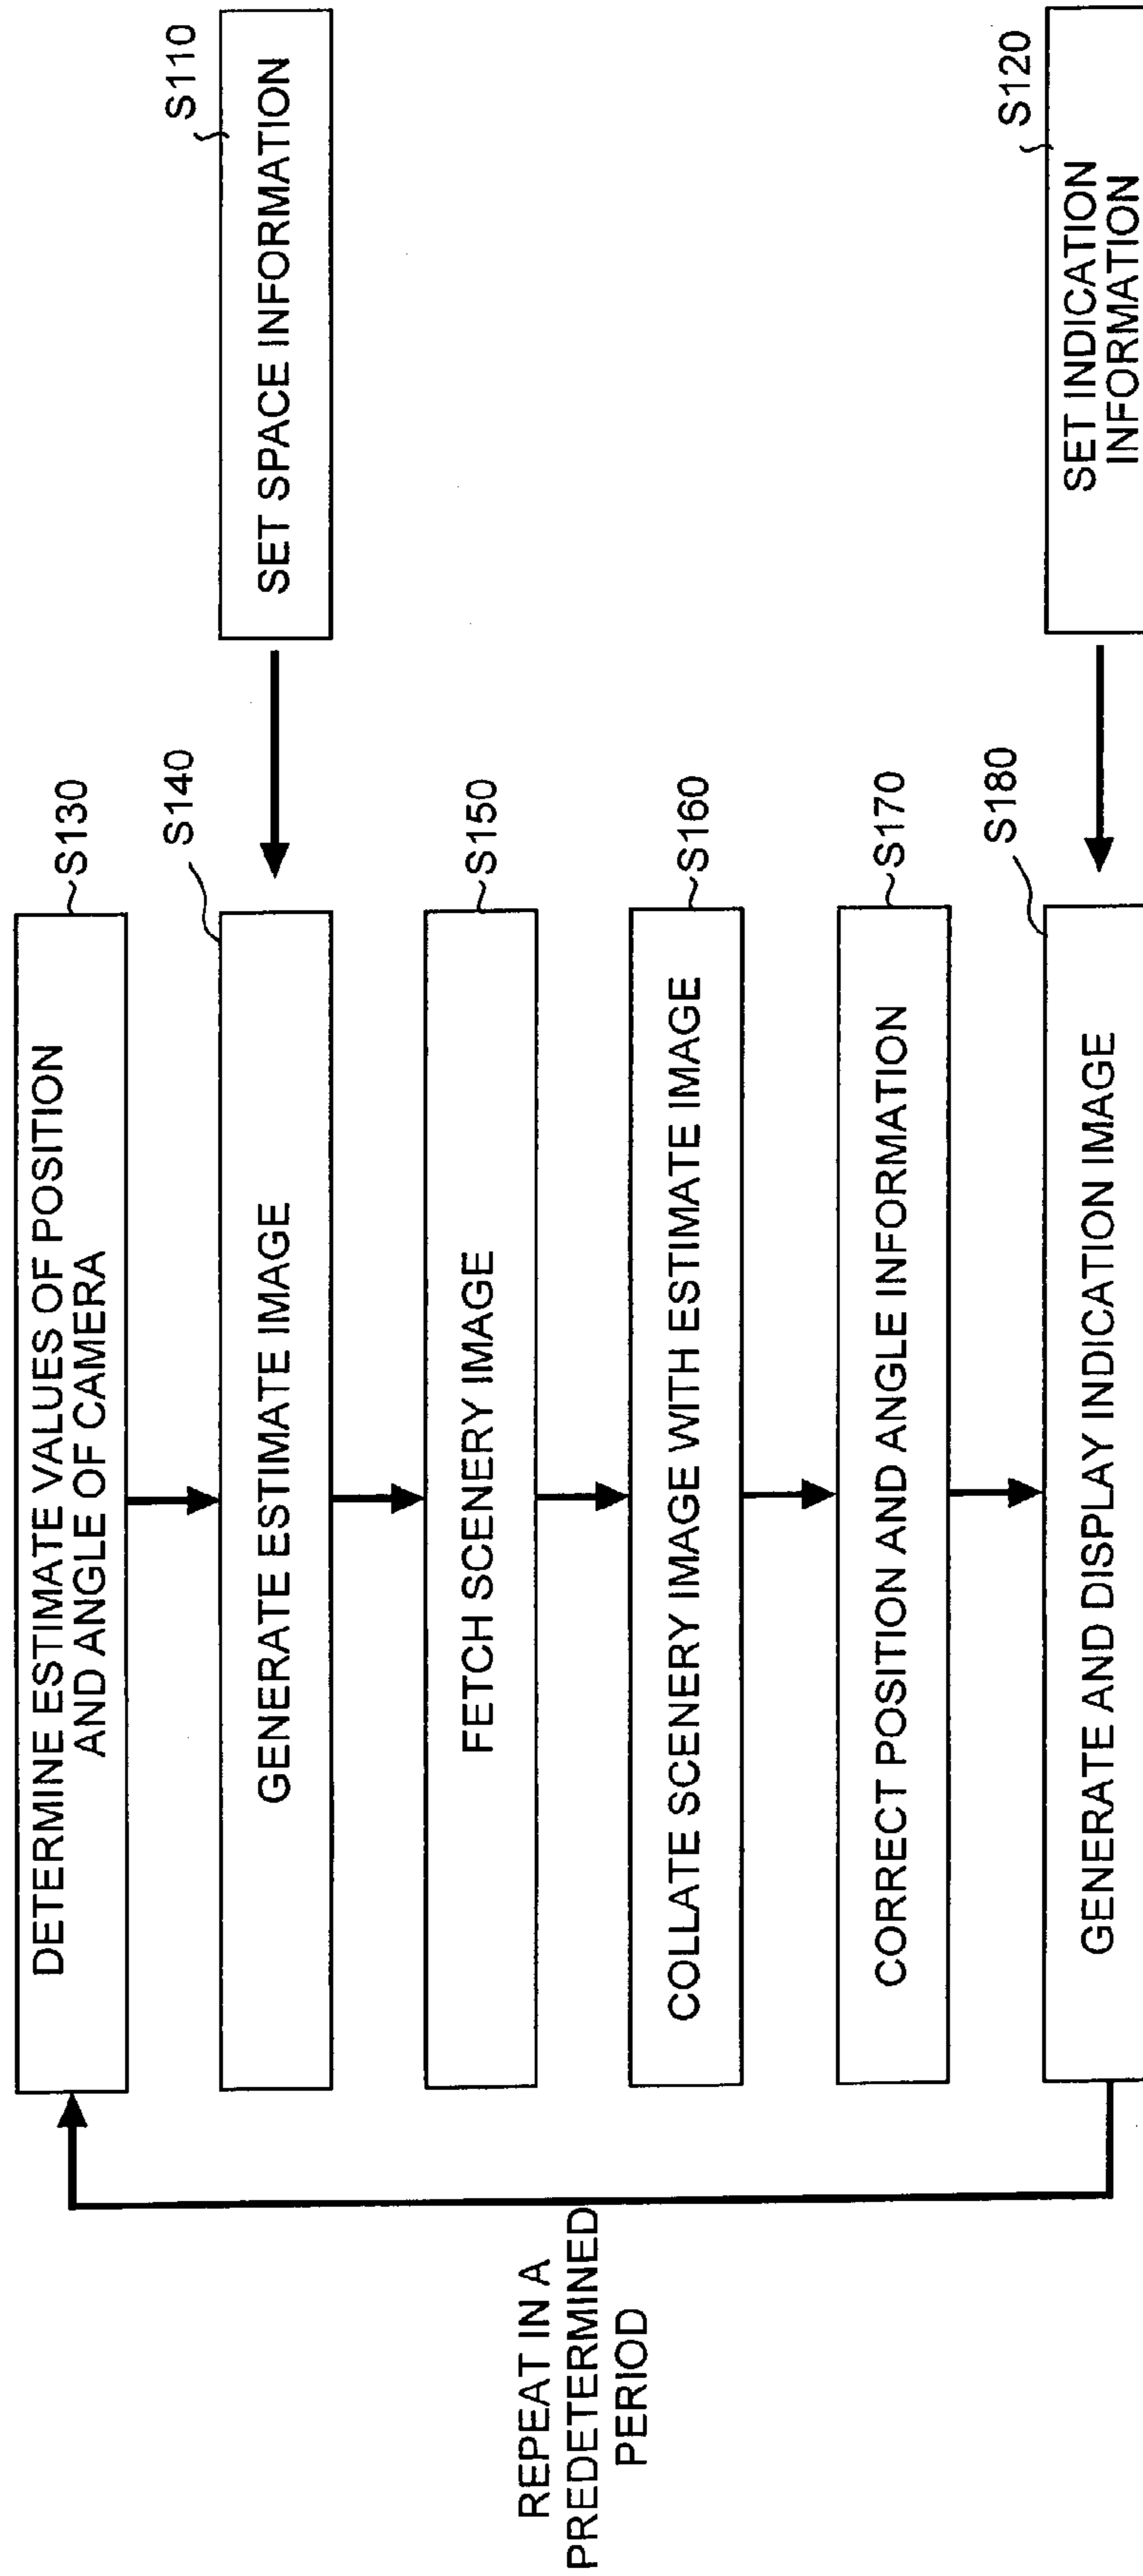 DETERMINE ESTIMATE VALUES OF POSITION
AND ANGLE OF CAMERA
S130
S140
GENERATE ESTIMATE IMAGE
S110
SET SPACE INFORMATION
FETCH SCENERY IMAGE
S150
COLLATE SCENERY IMAGE WITH ESTIMATE IMAGE
S160
CORRECT POSITION AND ANGLE INFORMATION
S170
S180
GENERATE AND DISPLAY INDICATION IMAGE
S120
SET INDICATION
INFORMATION
REPEAT IN A
PREDETERMINED
PERIOD